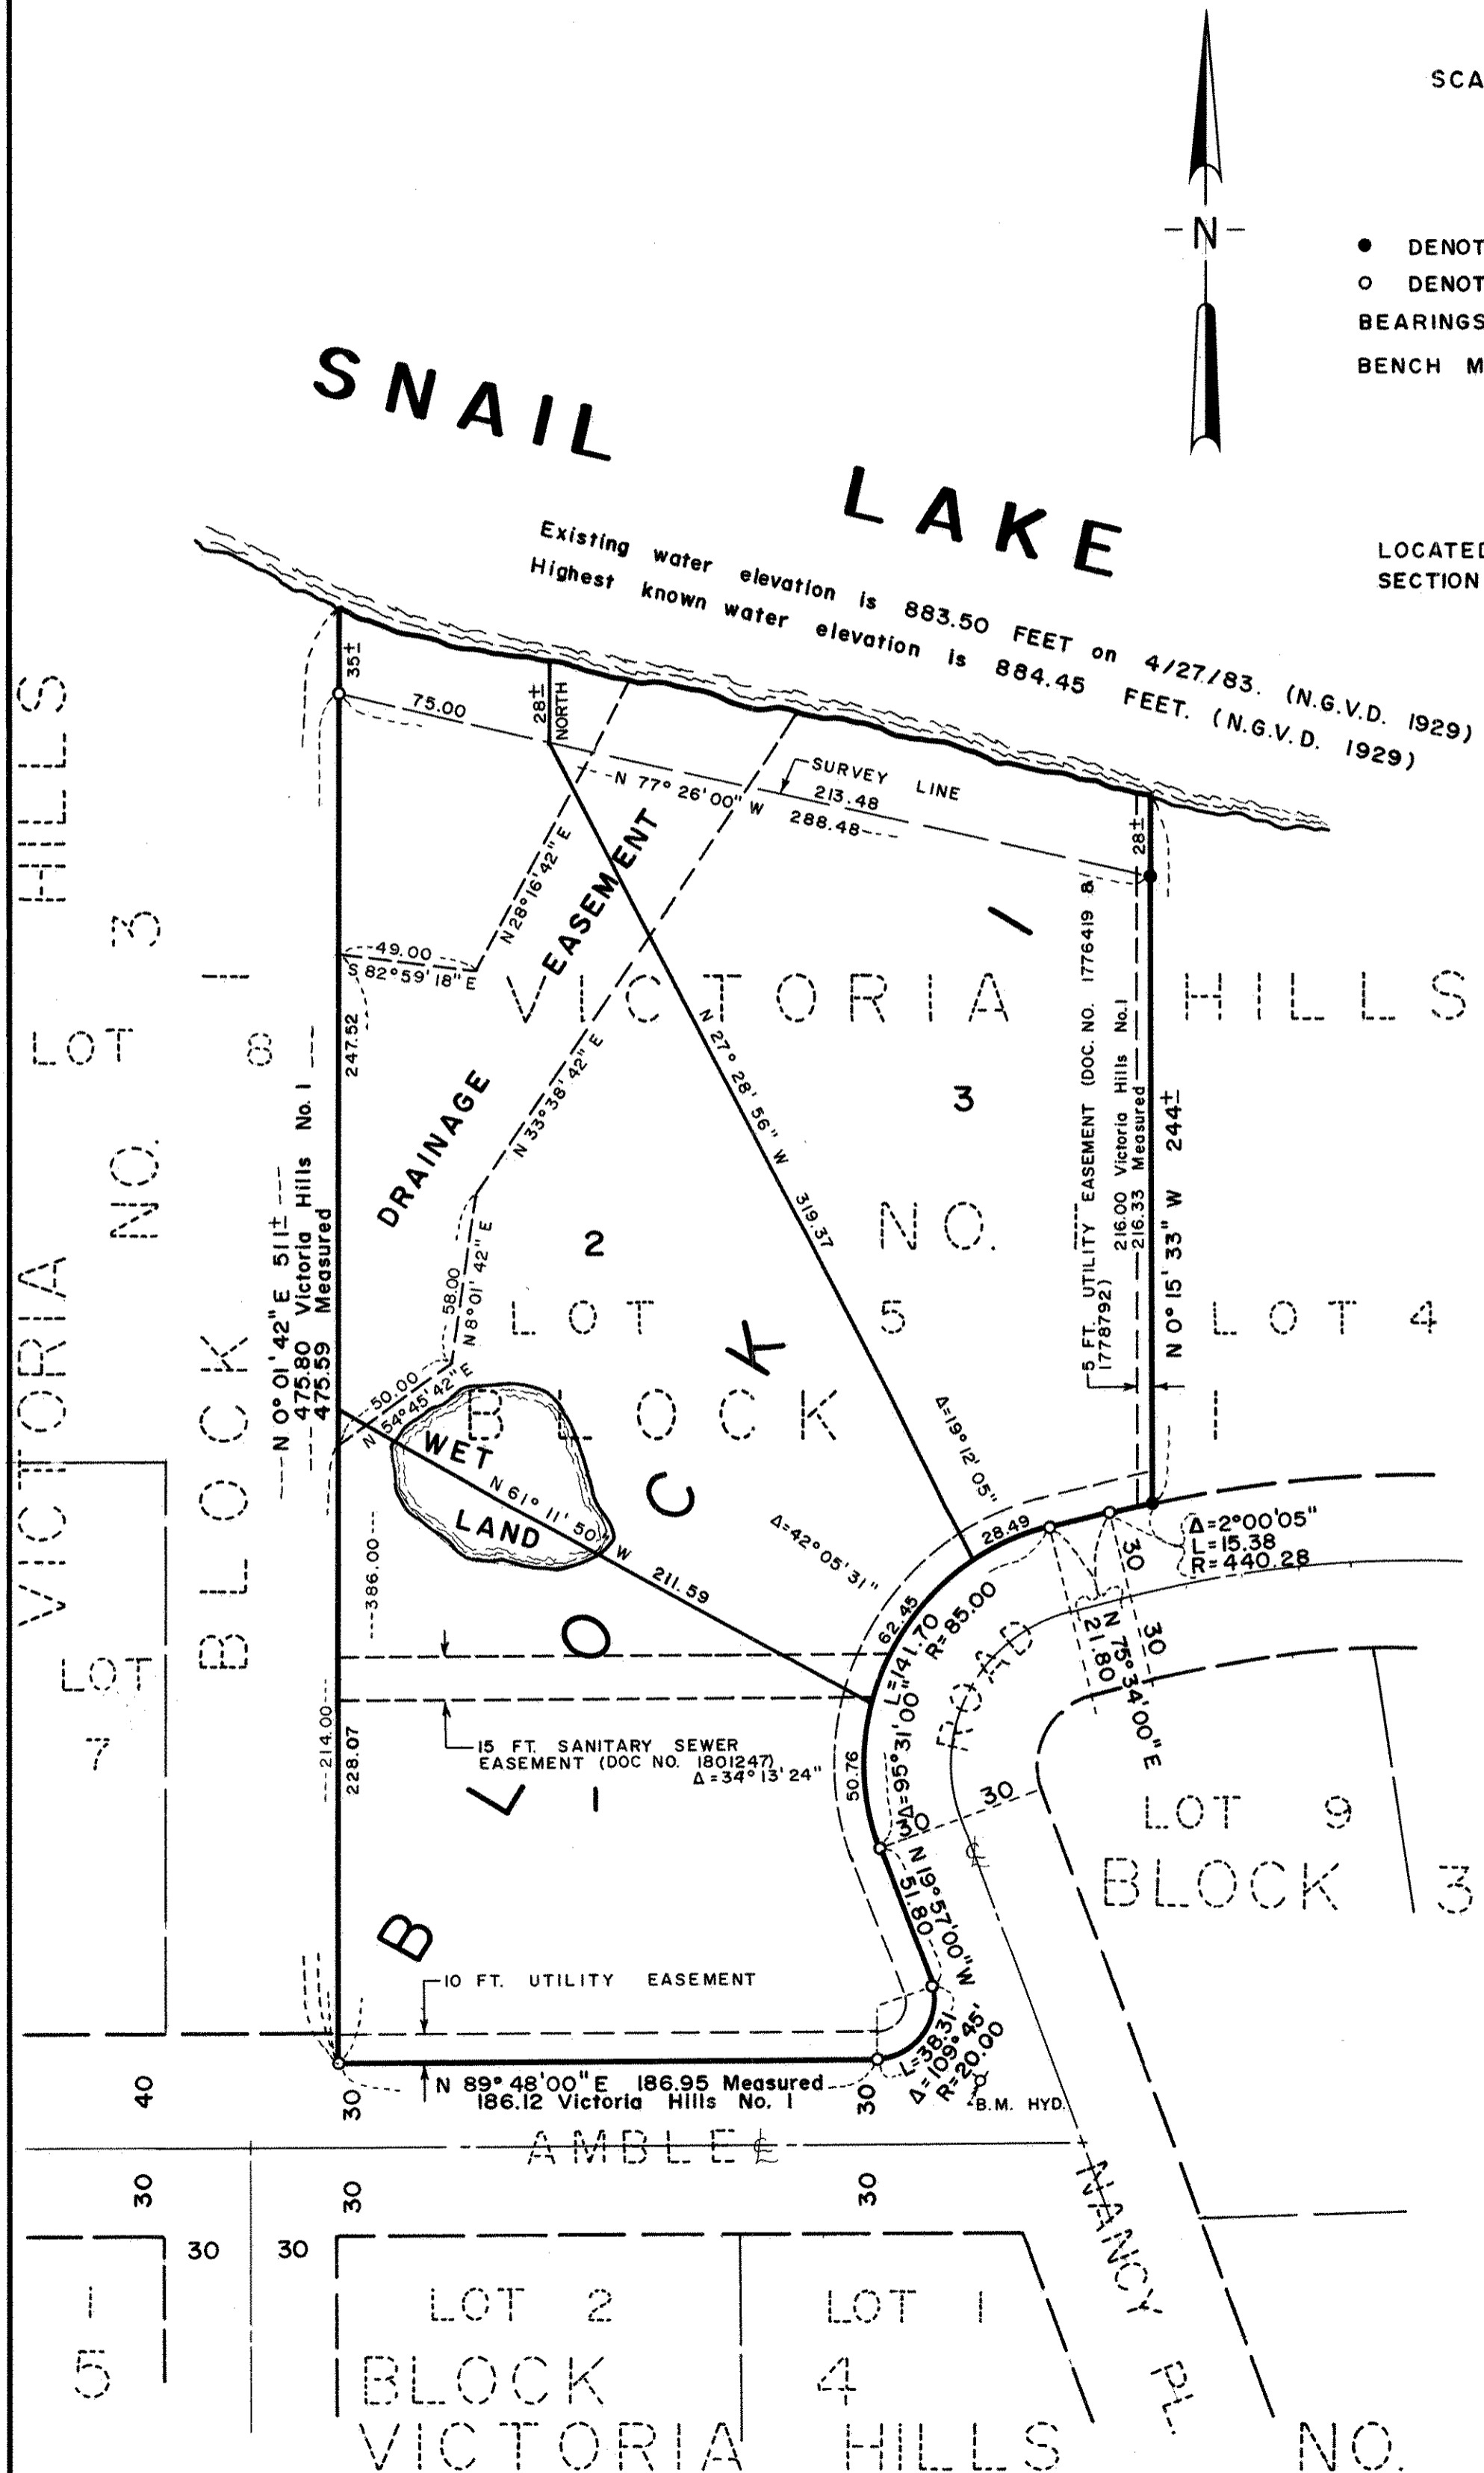 SCA
-N-
● DENOT
○ DENOT
BEARINGS
BENCH M
SNAIL LAKE
Existing water elevation is 883.50 FEET on 4/27/83. (N.G.V.D. 1929)
Highest known water elevation is 884.45 FEET. (N.G.V.D. 1929)
LOCATED
SECTION
35±
75.00
28±
NORTH
SURVEY LINE
213.48
N 77° 26'00" W
288.48
28±
N 28°16'42" E
DRAINAGE EASEMENT
49.00
S 82°59'18" E
247.52
VICTORIA HILLS
NO. 1
LOT 5
BLOCK 1
LOT 4
VICTORIA HILLS
NO. 3
LOT 8
BLOCK 1
LOT 7
N 33°38'42" E
N 27° 28' 56" W
319.37
2
3
5 FT. UTILITY EASEMENT (DOC. NO. 1776419 &
1778792)
216.00 Victoria Hills No.1
216.33 Measured
N 0° 15' 33" W 244±
N 0° 01' 42" E 511±
475.80 Victoria Hills No. 1
475.59 Measured
58.00
N 8°01' 42" E
50.00
N 54°45'42" E
WET
LAND
N 61° 11' 50" W
211.59
BLOCK 1
Δ=19° 12' 05"
Δ=42° 05'31"
28.49
62.45
L=141.70
R=85.00
Δ=95°31'00"
50.76
Δ=2°00'05"
L=15.38
R=440.28
30
30
N 75°34'00"E
21.80
ROAD
386.00
214.00
228.07
15 FT. SANITARY SEWER
EASEMENT (DOC NO. 1801247)
Δ=34°13'24"
30
30
N 19°57'00"W
51.80
LOT 9
BLOCK 3
1
10 FT. UTILITY EASEMENT
L=38.31
Δ=109°45'
R=20.00
B.M. HYD.
N 89° 48'00" E 186.95 Measured
186.12 Victoria Hills No. 1
40
30
30
AMBLE
30
30
30
NANCY PL.
30
30
1
5
LOT 2
LOT 1
BLOCK 4
VICTORIA HILLS NO.